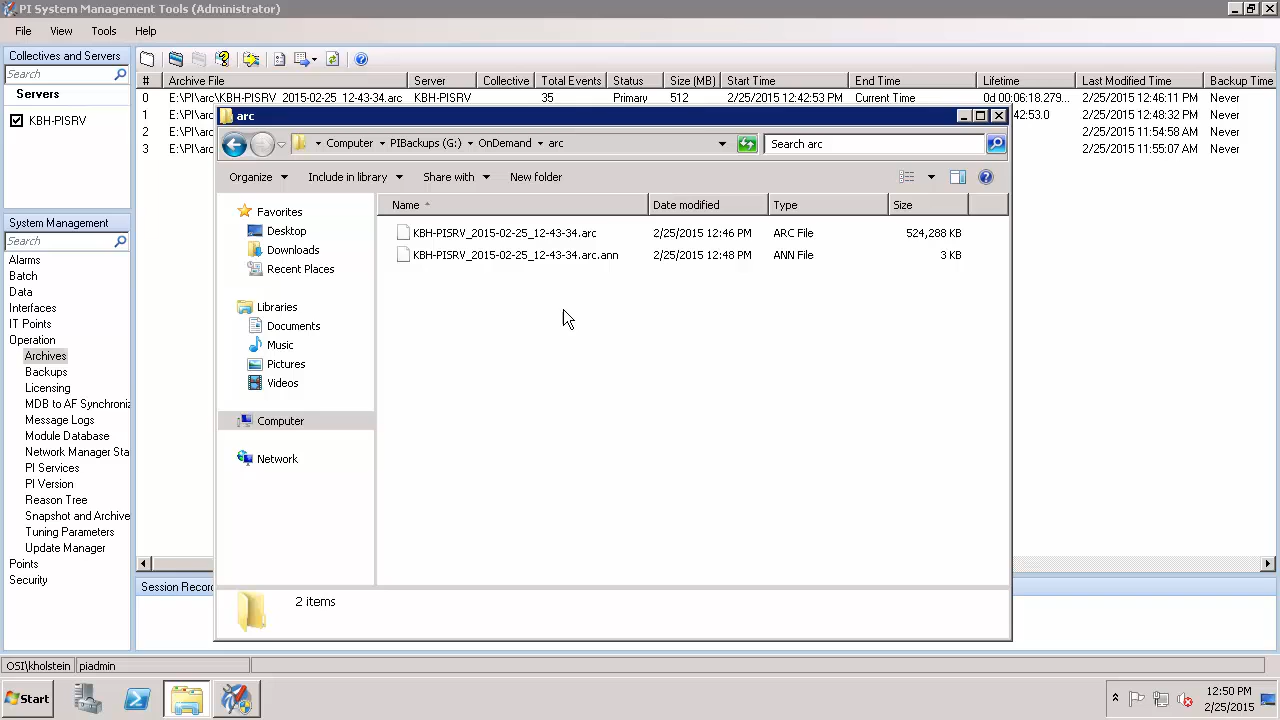 PI System Management Tools (Administrator)
File View Tools Help
Collectives and Servers
Search
Servers
KBH-PISRV
# Archive File Server Collective Total Events Status Size (MB) Start Time End Time Lifetime Last Modified Time Backup Time
0 E:\PI\arc\KBH-PISRV_2015-02-25_12-43-34.arc KBH-PISRV 35 Primary 512 2/25/2015 12:42:53 PM Current Time 0d 00:06:18.279... 2/25/2015 12:46:11 PM Never
1 E:\PI\arc 42:53.0 2/25/2015 12:48:32 PM Never
2 E:\PI\arc 2/25/2015 11:54:58 AM Never
3 E:\PI\arc 2/25/2015 11:55:07 AM Never
arc
Computer PIBackups (G:) OnDemand arc
Search arc
Organize Include in library Share with New folder
Favorites
Desktop
Downloads
Recent Places
Libraries
Documents
Music
Pictures
Videos
Computer
Network
Name Date modified Type Size
KBH-PISRV_2015-02-25_12-43-34.arc 2/25/2015 12:46 PM ARC File 524,288 KB
KBH-PISRV_2015-02-25_12-43-34.arc.ann 2/25/2015 12:48 PM ANN File 3 KB
2 items
System Management
Search
Alarms
Batch
Data
Interfaces
IT Points
Operation
Archives
Backups
Licensing
MDB to AF Synchroniz
Message Logs
Module Database
Network Manager Sta
PI Services
PI Version
Reason Tree
Snapshot and Archive
Tuning Parameters
Update Manager
Points
Security
Session Record
OSI\kholstein piadmin
Start
12:50 PM
2/25/2015